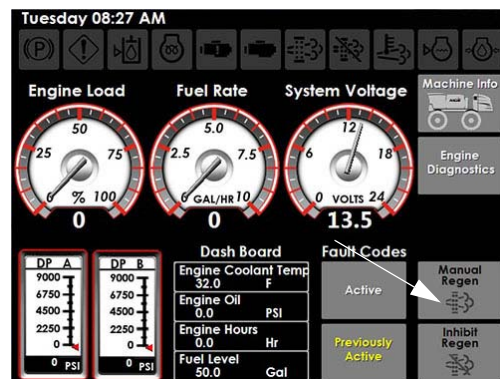 Tuesday 08:27 AM
(P)
Engine Load
Fuel Rate
System Voltage
Machine Info
50
25 75
0 % 100
0
5.0
2.5 7.5
0 GAL/HR 10
0
12
6 18
0 VOLTS 24
13.5
Engine
Diagnostics
DP A
9000
6750
4500
2250
0
0 PSI
DP B
9000
6750
4500
2250
0
0 PSI
Dash Board
Engine Coolant Temp
32.0 F
Engine Oil
0.0 PSI
Engine Hours
0.0 Hr
Fuel Level
50.0 Gal
Fault Codes
Active
Previously
Active
Manual
Regen
Inhibit
Regen